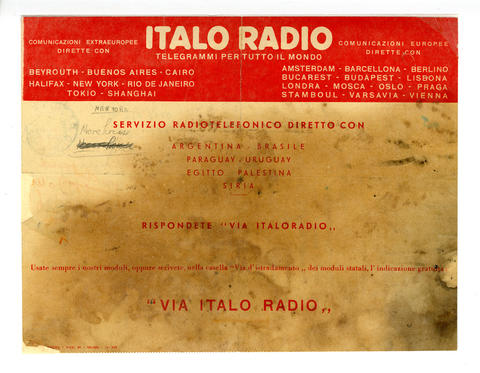 ITALO RADIO
TELEGRAMMI PER TUTTO IL MONDO
COMUNICAZIONI EXTRAEUROPEE
DIRETTE CON
BEYROUTH - BUENOS AIRES - CAIRO
HALIFAX - NEW YORK - RIO DE JANEIRO
TOKIO - SHANGHAI
COMUNICAZIONI EUROPEE
DIRETTE CON
AMSTERDAM - BARCELLONA - BERLINO
BUCAREST - BUDAPEST - LISBONA
LONDRA - MOSCA - OSLO - PRAGA
STAMBOUL - VARSAVIA - VIENNA
NEW YORK
SERVIZIO RADIOTELEFONICO DIRETTO CON
ARGENTINA BRASILE
PARAGUAY - URUGUAY
EGITTO PALESTINA
SIRIA
RISPONDETE "VIA ITALORADIO„
Usate sempre i nostri moduli, oppure scrivete, nella casella "Via d'istradamento „ dei moduli statali, l'indicazione gratuita
"VIA ITALO RADIO„